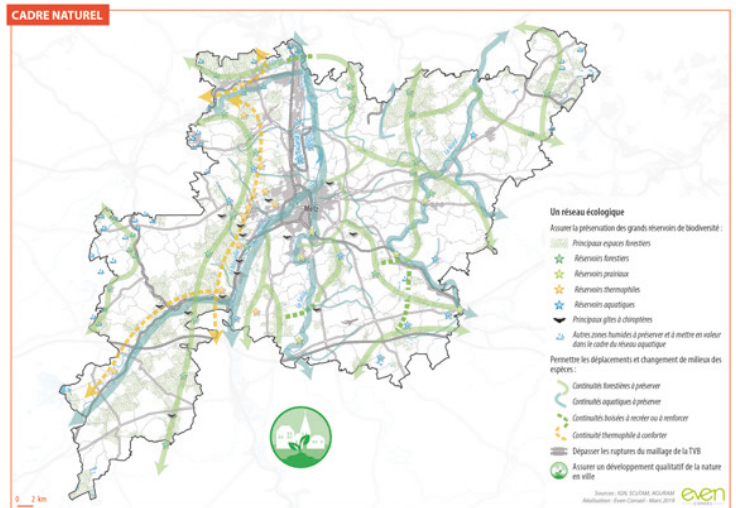 CADRE NATUREL
Metz
Un réseau écologique
Assurer la préservation des grands réservoirs de biodiversité :
Principaux espaces forestiers
Réservoirs forestiers
Réservoirs prairiaux
Réservoirs thermophiles
Réservoirs aquatiques
Principaux gîtes à chiroptères
Autres zones humides à préserver et à mettre en valeur
dans le cadre du réseau aquatique
Permettre les déplacements et changement de milieux des
espèces :
Continuités forestières à préserver
Continuités aquatiques à préserver
Continuités boisées à recréer ou à renforcer
Continuité thermophile à conforter
Dépasser les ruptures du maillage de la TVB
Assurer un développement qualitatif de la nature
en ville
Sources : IGN, SCoTAM, AGURAM
Réalisation : Even Conseil - Mars 2019
even
CONSEIL
0 2 km